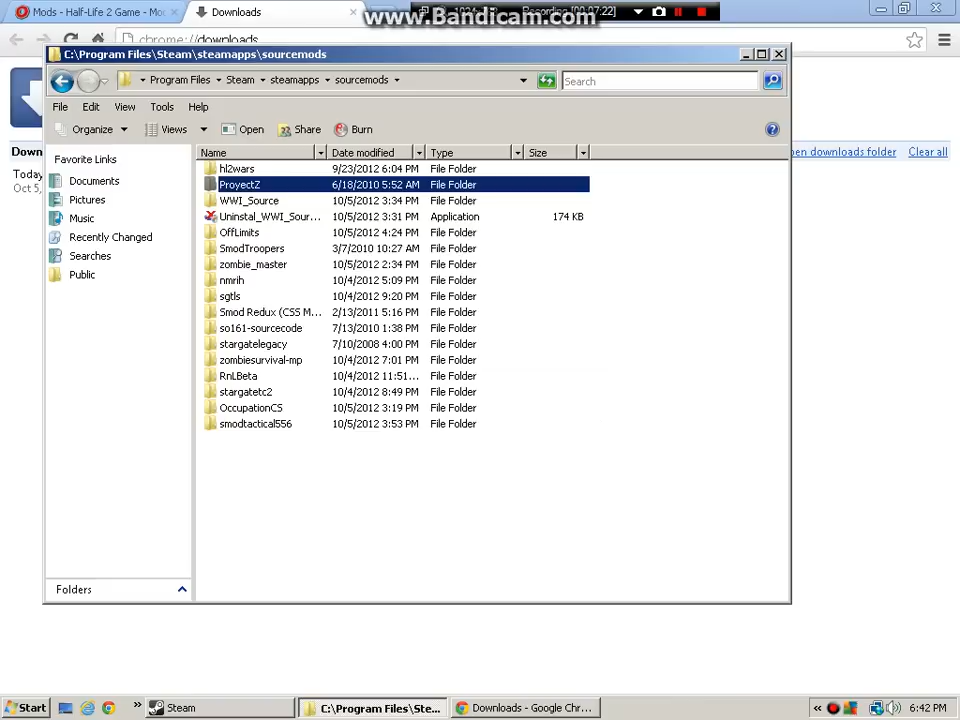 Mods - Half-Life 2 Game - Mo
Downloads
www.Bandicam.com
Recording [00:07:22]
chrome://downloads
C:\Program Files\Steam\steamapps\sourcemods
Program Files Steam steamapps sourcemods
Search
File Edit View Tools Help
Organize Views Open Share Burn
Down
Favorite Links
Name Date modified Type Size
open downloads folder Clear all
Today
Oct 5,
Documents
Pictures
Music
Recently Changed
Searches
Public
hl2wars 9/23/2012 6:04 PM File Folder
ProyectZ 6/18/2010 5:52 AM File Folder
WWI_Source 10/5/2012 3:34 PM File Folder
Uninstal_WWI_Sour... 10/5/2012 3:31 PM Application 174 KB
OffLimits 10/5/2012 4:24 PM File Folder
SmodTroopers 3/7/2010 10:27 AM File Folder
zombie_master 10/5/2012 2:34 PM File Folder
nmrih 10/4/2012 5:09 PM File Folder
sgtls 10/4/2012 9:20 PM File Folder
Smod Redux (CSS M... 2/13/2011 5:16 PM File Folder
so161-sourcecode 7/13/2010 1:38 PM File Folder
stargatelegacy 7/10/2008 4:00 PM File Folder
zombiesurvival-mp 10/4/2012 7:01 PM File Folder
RnLBeta 10/4/2012 11:51... File Folder
stargatetc2 10/4/2012 8:49 PM File Folder
OccupationCS 10/5/2012 3:19 PM File Folder
smodtactical556 10/5/2012 3:53 PM File Folder
Folders
Start Steam C:\Program Files\Ste... Downloads - Google Chr... 6:42 PM